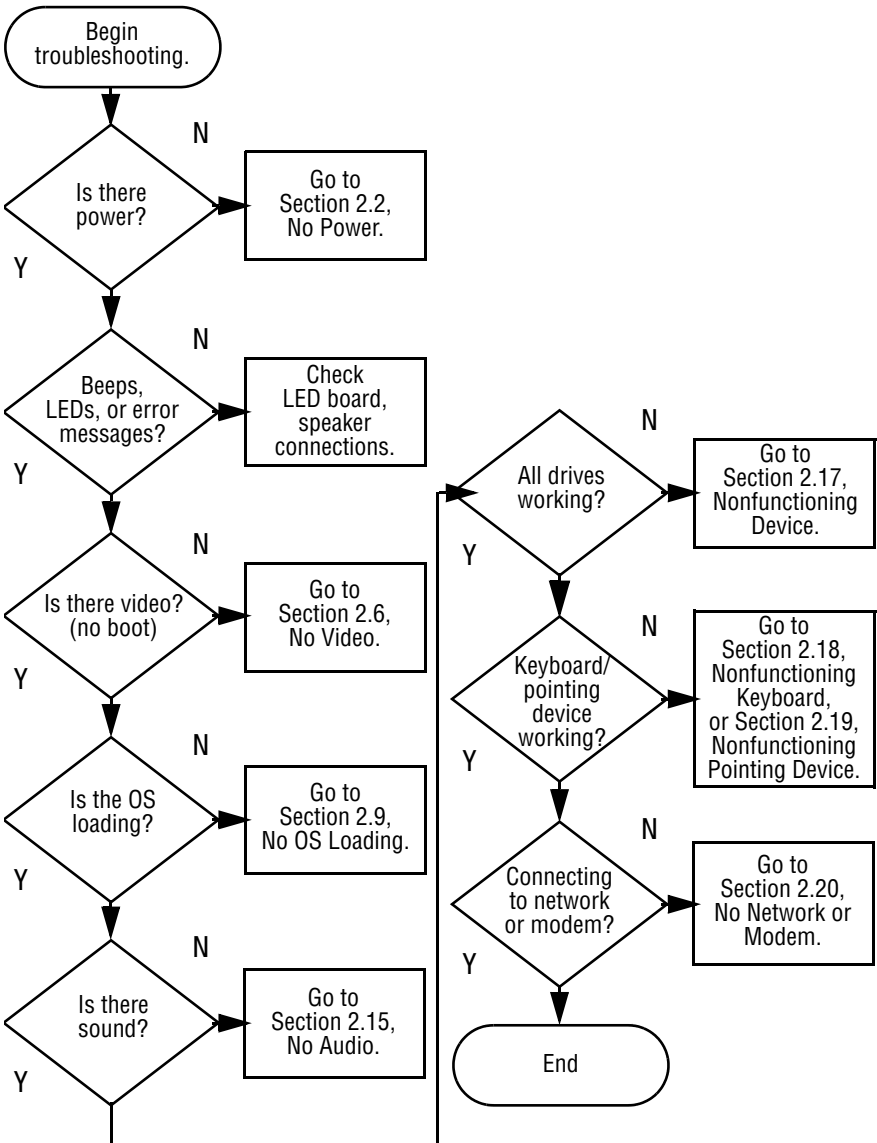 Begin
troubleshooting.
N
Is there
power?
Go to
Section 2.2,
No Power.
Y
N
Beeps,
LEDs, or error
messages?
Check
LED board,
speaker
connections.
Y
N
Is there video?
(no boot)
Go to
Section 2.6,
No Video.
Y
N
Is the OS
loading?
Go to
Section 2.9,
No OS Loading.
Y
N
Is there
sound?
Go to
Section 2.15,
No Audio.
Y
N
All drives
working?
Go to
Section 2.17,
Nonfunctioning
Device.
Y
N
Keyboard/
pointing
device
working?
Go to
Section 2.18,
Nonfunctioning
Keyboard,
or Section 2.19,
Nonfunctioning
Pointing Device.
Y
N
Connecting
to network
or modem?
Go to
Section 2.20,
No Network or
Modem.
Y
End